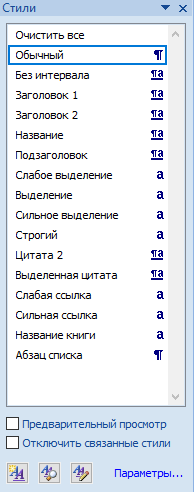 Стили
Очистить все
Обычный ¶
Без интервала ¶a
Заголовок 1 ¶a
Заголовок 2 ¶a
Название ¶a
Подзаголовок ¶a
Слабое выделение a
Выделение a
Сильное выделение a
Строгий a
Цитата 2 ¶a
Выделенная цитата ¶a
Слабая ссылка a
Сильная ссылка a
Название книги a
Абзац списка ¶
Предварительный просмотр
Отключить связанные стили
Параметры...